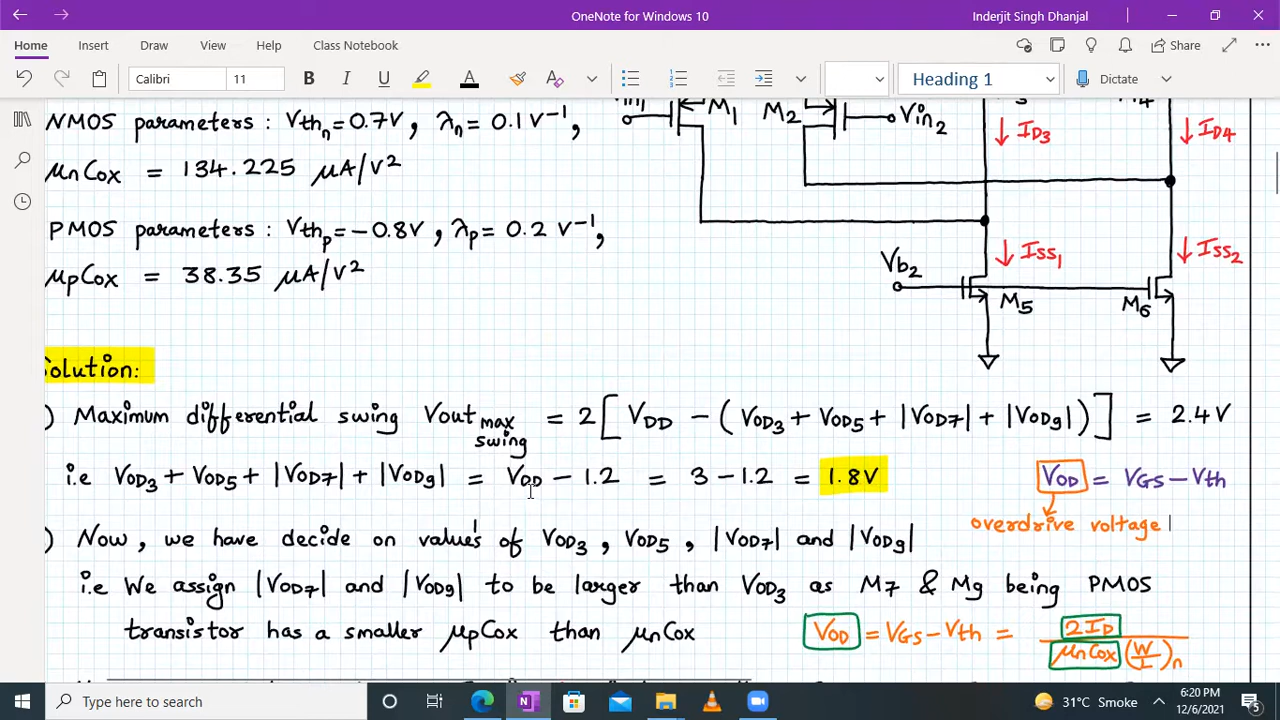 OneNote for Windows 10
Inderjit Singh Dhanjal
Home Insert Draw View Help Class Notebook
Share
Calibri 11 B I U A Heading 1 Dictate
NMOS parameters : Vthn = 0.7V , λn = 0.1 V⁻¹ ,
μnCox = 134.225 μA/V²
PMOS parameters : Vthp = -0.8V , λp = 0.2 V⁻¹ ,
μpCox = 38.35 μA/V²
M1 M2 Vin2
ID3 ID4
ISS1 ISS2
Vb2
M5 M6
Solution:
) Maximum differential swing Vout max swing = 2[VDD - (VOD3 + VOD5 + |VOD7| + |VOD9|)] = 2.4V
i.e VOD3 + VOD5 + |VOD7| + |VOD9| = VDD - 1.2 = 3 - 1.2 = 1.8V
VOD = VGS - Vth
overdrive voltage
) Now, we have decide on value's of VOD3 , VOD5 , |VOD7| and |VOD9|
i.e We assign |VOD7| and |VOD9| to be larger than VOD3 as M7 & M9 being PMOS
transistor has a smaller μpCox than μnCox
VOD = VGS - Vth = 2ID / μnCox (W/L)n
Type here to search
31°C Smoke
6:20 PM
12/6/2021
5